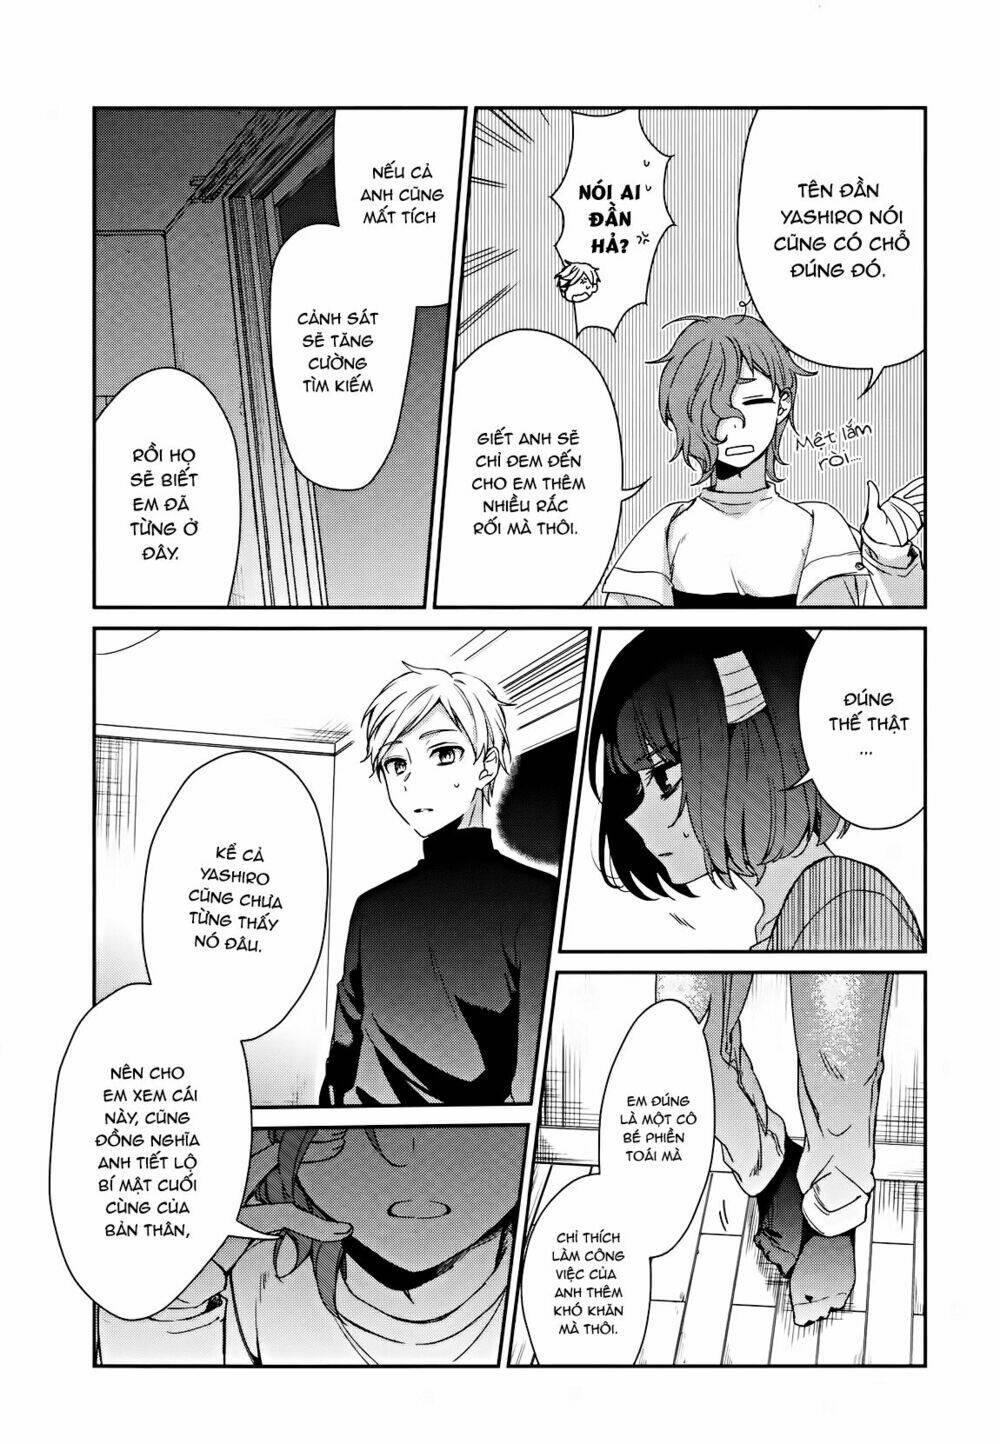 TÊN ĐẦN
YASHIRO NÓI
CŨNG CÓ CHỖ
ĐÚNG ĐÓ.
NÓI AI
ĐẦN
HẢ?
Mệt lắm
rồi...
GIẾT ANH SẼ
CHỈ ĐEM ĐẾN
CHO EM THÊM
NHIỀU RẮC
RỐI MÀ THÔI.
NẾU CẢ
ANH CŨNG
MẤT TÍCH
CẢNH SÁT
SẼ TĂNG
CƯỜNG
TÌM KIẾM
RỒI HỌ
SẼ BIẾT
EM ĐÃ
TỪNG Ở
ĐÂY.
ĐÚNG
THẾ THẬT
...
EM ĐÚNG
LÀ MỘT CÔ
BÉ PHIỀN
TOÁI MÀ
CHỈ THÍCH
LÀM CÔNG
VIỆC CỦA
ANH THÊM
KHÓ KHĂN
MÀ THÔI.
KỂ CẢ
YASHIRO
CŨNG CHƯA
TỪNG THẤY
NÓ ĐÂU.
NÊN CHO
EM XEM CÁI
NÀY, CŨNG
ĐỒNG NGHĨA
ANH TIẾT LỘ
BÍ MẬT CUỐI
CÙNG CỦA
BẢN THÂN,